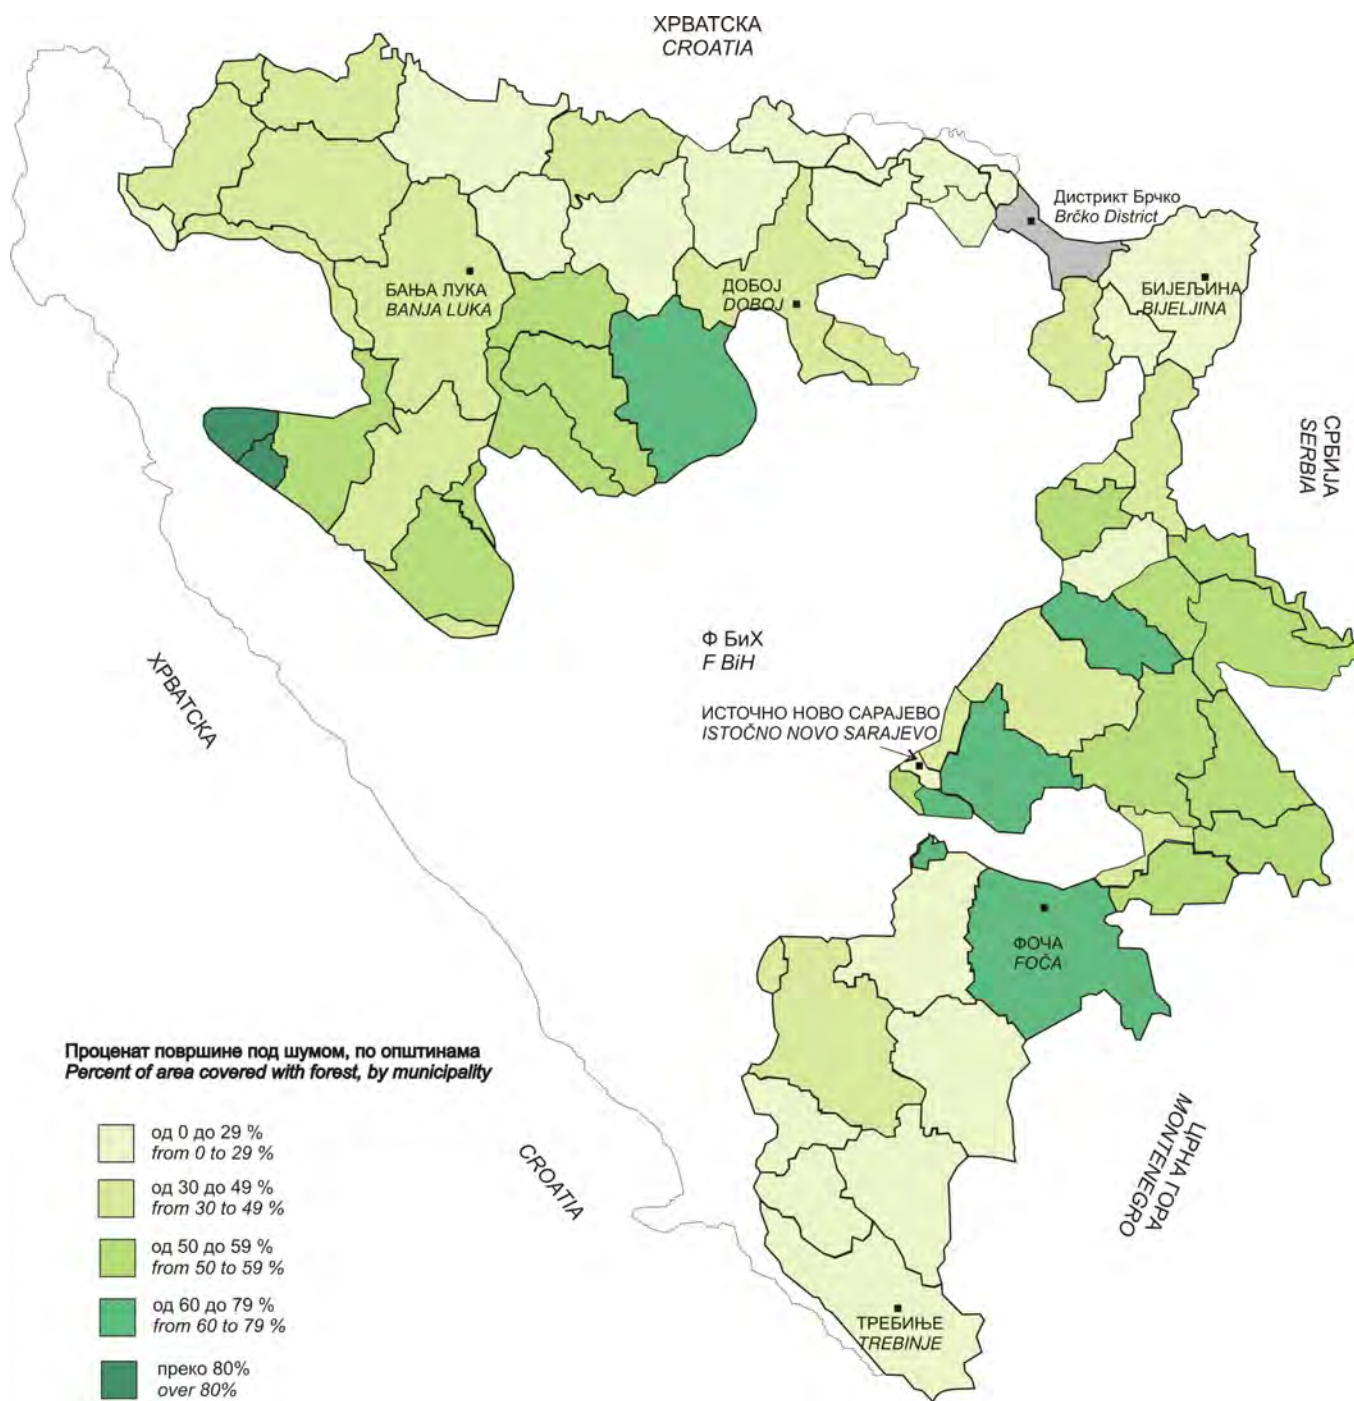 ХРВАТСКА
CROATIA
Дистрикт Брчко
Brčko District
БАЊА ЛУКА
BANJA LUKA
ДОБОЈ
DOBOJ
БИЈЕЉИНА
BIJELJINA
СРБИЈА
SERBIA
Ф БиХ
F BiH
ИСТОЧНО НОВО САРАЈЕВО
ISTOČNO NOVO SARAJEVO
ХРВАТСКА
CROATIA
ФОЧА
FOČA
ЦРНА ГОРА
MONTENEGRO
ТРЕБИЊЕ
TREBINJE
Проценат површине под шумом, по општинама
Percent of area covered with forest, by municipality
од 0 до 29 %
from 0 to 29 %
од 30 до 49 %
from 30 to 49 %
од 50 до 59 %
from 50 to 59 %
од 60 до 79 %
from 60 to 79 %
преко 80%
over 80%